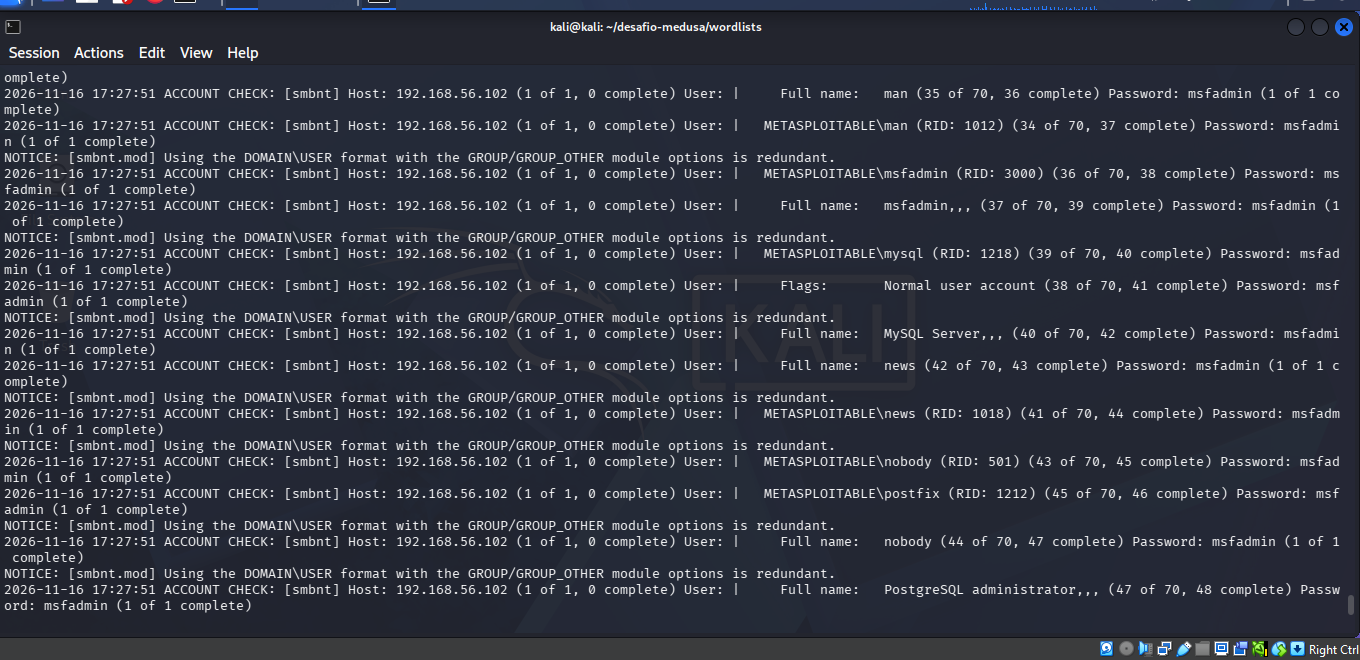 kali@kali: ~/desafio-medusa/wordlists
Session Actions Edit View Help
omplete)
2026-11-16 17:27:51 ACCOUNT CHECK: [smbnt] Host: 192.168.56.102 (1 of 1, 0 complete) User: |     Full name:   man (35 of 70, 36 complete) Password: msfadmin (1 of 1 co
mplete)
2026-11-16 17:27:51 ACCOUNT CHECK: [smbnt] Host: 192.168.56.102 (1 of 1, 0 complete) User: |   METASPLOITABLE\man (RID: 1012) (34 of 70, 37 complete) Password: msfadmi
n (1 of 1 complete)
NOTICE: [smbnt.mod] Using the DOMAIN\USER format with the GROUP/GROUP_OTHER module options is redundant.
2026-11-16 17:27:51 ACCOUNT CHECK: [smbnt] Host: 192.168.56.102 (1 of 1, 0 complete) User: |   METASPLOITABLE\msfadmin (RID: 3000) (36 of 70, 38 complete) Password: ms
fadmin (1 of 1 complete)
2026-11-16 17:27:51 ACCOUNT CHECK: [smbnt] Host: 192.168.56.102 (1 of 1, 0 complete) User: |     Full name:   msfadmin,,, (37 of 70, 39 complete) Password: msfadmin (1
 of 1 complete)
NOTICE: [smbnt.mod] Using the DOMAIN\USER format with the GROUP/GROUP_OTHER module options is redundant.
2026-11-16 17:27:51 ACCOUNT CHECK: [smbnt] Host: 192.168.56.102 (1 of 1, 0 complete) User: |   METASPLOITABLE\mysql (RID: 1218) (39 of 70, 40 complete) Password: msfad
min (1 of 1 complete)
2026-11-16 17:27:51 ACCOUNT CHECK: [smbnt] Host: 192.168.56.102 (1 of 1, 0 complete) User: |     Flags:       Normal user account (38 of 70, 41 complete) Password: msf
admin (1 of 1 complete)
NOTICE: [smbnt.mod] Using the DOMAIN\USER format with the GROUP/GROUP_OTHER module options is redundant.
2026-11-16 17:27:51 ACCOUNT CHECK: [smbnt] Host: 192.168.56.102 (1 of 1, 0 complete) User: |     Full name:   MySQL Server,,, (40 of 70, 42 complete) Password: msfadmi
n (1 of 1 complete)
2026-11-16 17:27:51 ACCOUNT CHECK: [smbnt] Host: 192.168.56.102 (1 of 1, 0 complete) User: |     Full name:   news (42 of 70, 43 complete) Password: msfadmin (1 of 1 c
omplete)
NOTICE: [smbnt.mod] Using the DOMAIN\USER format with the GROUP/GROUP_OTHER module options is redundant.
2026-11-16 17:27:51 ACCOUNT CHECK: [smbnt] Host: 192.168.56.102 (1 of 1, 0 complete) User: |   METASPLOITABLE\news (RID: 1018) (41 of 70, 44 complete) Password: msfadm
in (1 of 1 complete)
NOTICE: [smbnt.mod] Using the DOMAIN\USER format with the GROUP/GROUP_OTHER module options is redundant.
2026-11-16 17:27:51 ACCOUNT CHECK: [smbnt] Host: 192.168.56.102 (1 of 1, 0 complete) User: |   METASPLOITABLE\nobody (RID: 501) (43 of 70, 45 complete) Password: msfad
min (1 of 1 complete)
2026-11-16 17:27:51 ACCOUNT CHECK: [smbnt] Host: 192.168.56.102 (1 of 1, 0 complete) User: |   METASPLOITABLE\postfix (RID: 1212) (45 of 70, 46 complete) Password: msf
admin (1 of 1 complete)
NOTICE: [smbnt.mod] Using the DOMAIN\USER format with the GROUP/GROUP_OTHER module options is redundant.
2026-11-16 17:27:51 ACCOUNT CHECK: [smbnt] Host: 192.168.56.102 (1 of 1, 0 complete) User: |     Full name:   nobody (44 of 70, 47 complete) Password: msfadmin (1 of 1
 complete)
NOTICE: [smbnt.mod] Using the DOMAIN\USER format with the GROUP/GROUP_OTHER module options is redundant.
2026-11-16 17:27:51 ACCOUNT CHECK: [smbnt] Host: 192.168.56.102 (1 of 1, 0 complete) User: |     Full name:   PostgreSQL administrator,,, (47 of 70, 48 complete) Passw
ord: msfadmin (1 of 1 complete)
KALI
Right Ctrl